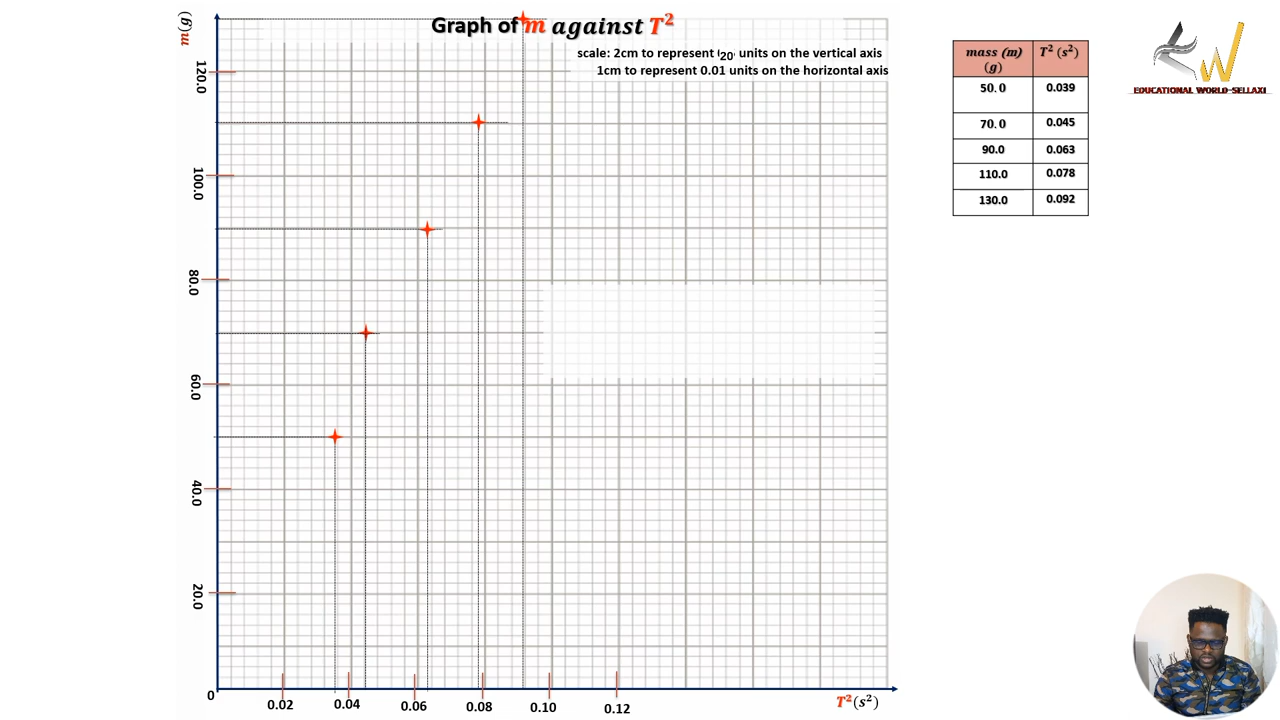 Graph of m against T²
scale: 2cm to represent 20 units on the vertical axis
1cm to represent 0.01 units on the horizontal axis
m(g)
120.0
100.0
80.0
60.0
40.0
20.0
0
0.02 0.04 0.06 0.08 0.10 0.12
T²(s²)
mass (m) (g) T² (s²)
50.0 0.039
70.0 0.045
90.0 0.063
110.0 0.078
130.0 0.092
EDUCATIONAL WORLD-SELLAXI